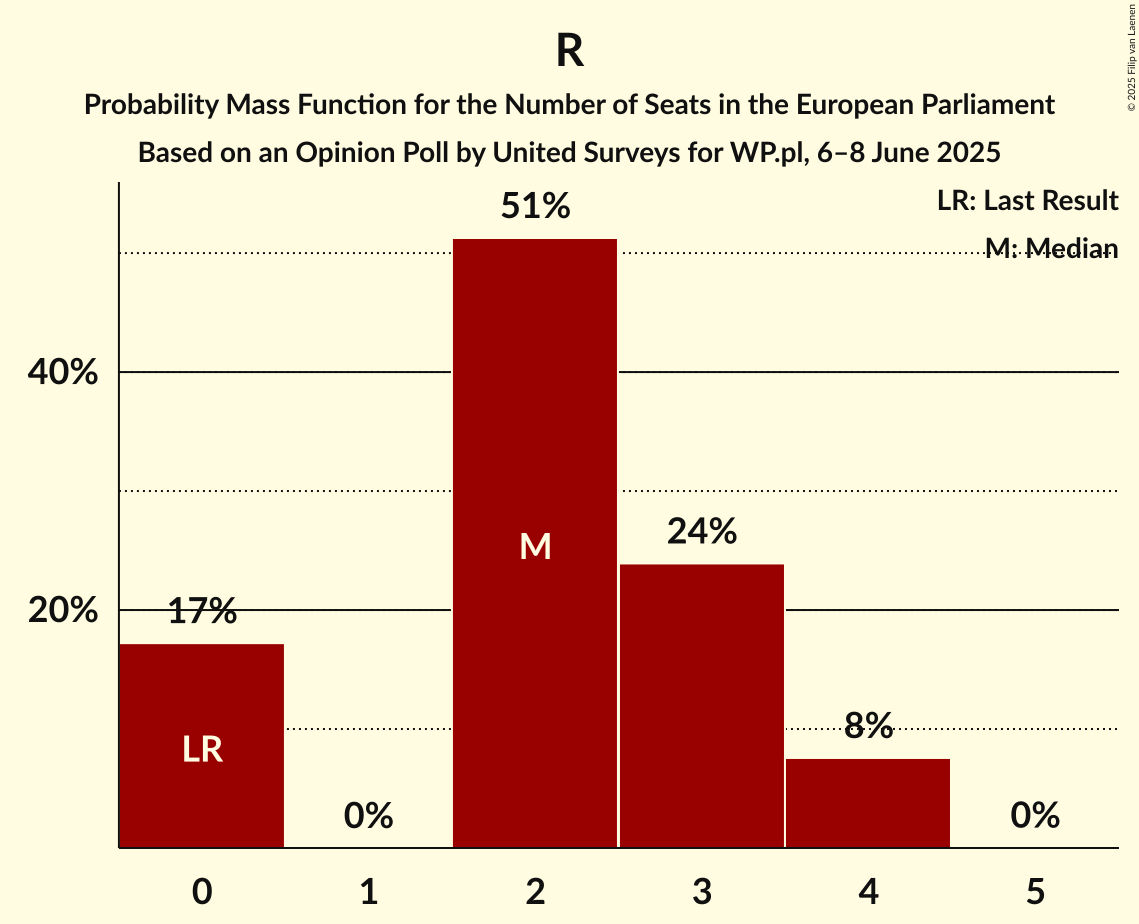 R
Probability Mass Function for the Number of Seats in the European Parliament
Based on an Opinion Poll by United Surveys for WP.pl, 6–8 June 2025
© 2025 Filip van Laenen
LR: Last Result
M: Median
51%
40%
24%
M
20%
17%
8%
LR
0%
0%
0 1 2 3 4 5